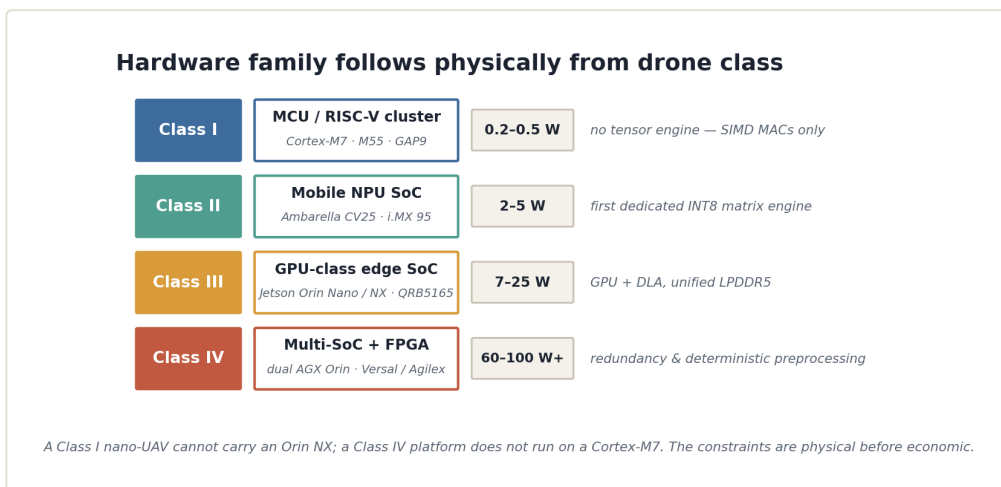 Hardware family follows physically from drone class
Class I
MCU / RISC-V cluster
Cortex-M7 · M55 · GAP9
0.2–0.5 W
no tensor engine — SIMD MACs only
Class II
Mobile NPU SoC
Ambarella CV25 · i.MX 95
2–5 W
first dedicated INT8 matrix engine
Class III
GPU-class edge SoC
Jetson Orin Nano / NX · QRB5165
7–25 W
GPU + DLA, unified LPDDR5
Class IV
Multi-SoC + FPGA
dual AGX Orin · Versal / Agilex
60–100 W+
redundancy & deterministic preprocessing
A Class I nano-UAV cannot carry an Orin NX; a Class IV platform does not run on a Cortex-M7. The constraints are physical before economic.